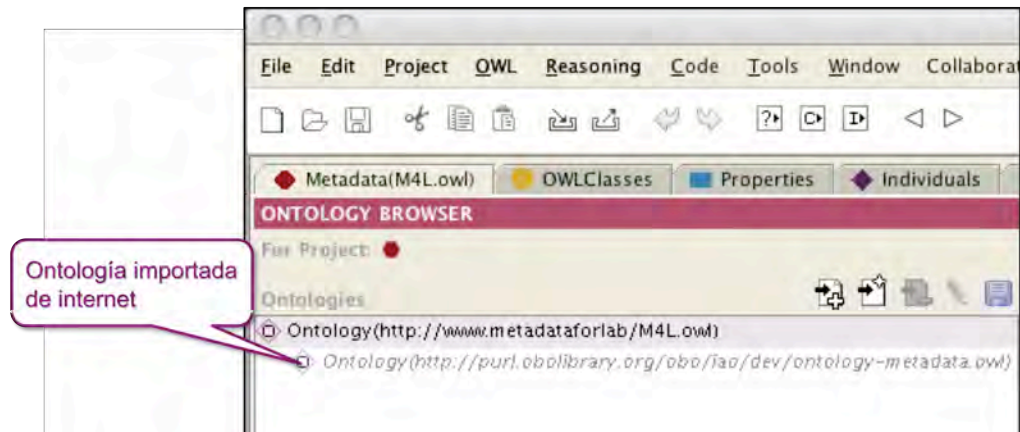 File Edit Project OWL Reasoning Code Tools Window Collaborat
Metadata(M4L.owl) OWLClasses Properties Individuals
ONTOLOGY BROWSER
For Project:
Ontología importada
de internet
Ontologies
Ontology(http://www.metadataforlab/M4L.owl)
Ontology(http://purl.obolibrary.org/obo/iao/dev/ontology-metadata.owl)